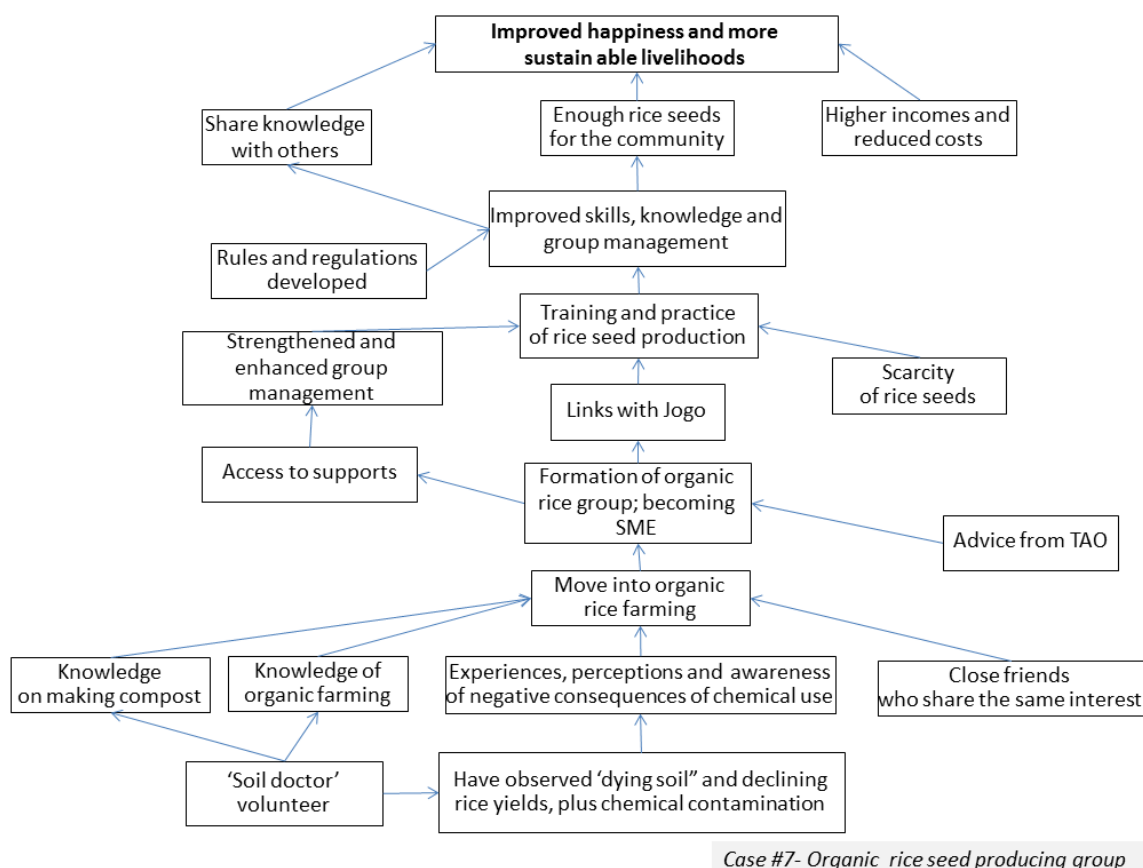 Improved happiness and more
sustain able livelihoods
Share knowledge
with others
Enough rice seeds
for the community
Higher incomes and
reduced costs
Improved skills, knowledge and
group management
Rules and regulations
developed
Training and practice
of rice seed production
Strengthened and
enhanced group
management
Scarcity
of rice seeds
Links with Jogo
Access to supports
Formation of organic
rice group; becoming
SME
Advice from TAO
Move into organic
rice farming
Knowledge
on making compost
Knowledge of
organic farming
Experiences, perceptions and awareness
of negative consequences of chemical use
Close friends
who share the same interest
‘Soil doctor’
volunteer
Have observed ‘dying soil” and declining
rice yields, plus chemical contamination
Case #7- Organic rice seed producing group